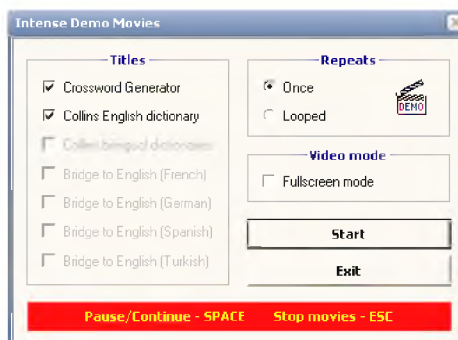 Intense Demo Movies
Titles
Crossword Generator
Collins English dictionary
Collins bilingual dictionaries
Bridge to English (French)
Bridge to English (German)
Bridge to English (Spanish)
Bridge to English (Turkish)
Repeats
Once
Looped
DEMO
Video mode
Fullscreen mode
Start
Exit
Pause/Continue - SPACE Stop movies - ESC